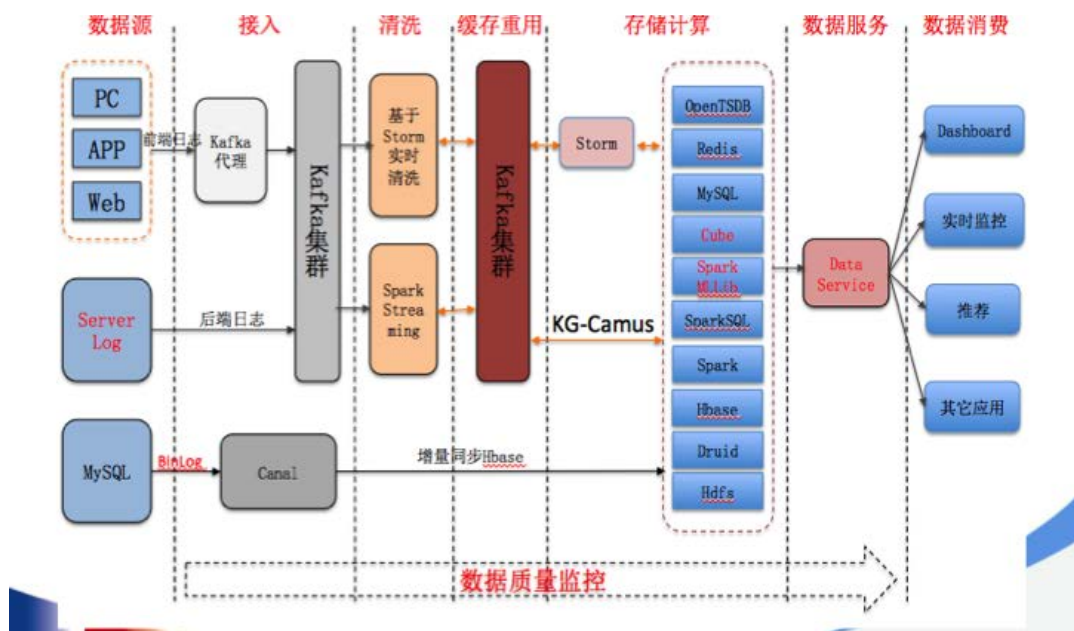 数据源
接入
清洗
缓存重用
存储计算
数据服务
数据消费
PC
APP
Web
前端日志
Kafka
代理
Kafka集群
基于
Storm
实时
清洗
Kafka集群
Storm
OpenTSDB
Redis
MySQL
Cube
Spark
MLLib
SparkSQL
Spark
Hbase
Druid
Hdfs
Data
Service
Dashboard
实时监控
推荐
其它应用
Server
Log
后端日志
Spark
Strea
ming
KG-Camus
MySQL
BinLog
Canal
增量同步Hbase
数据质量监控